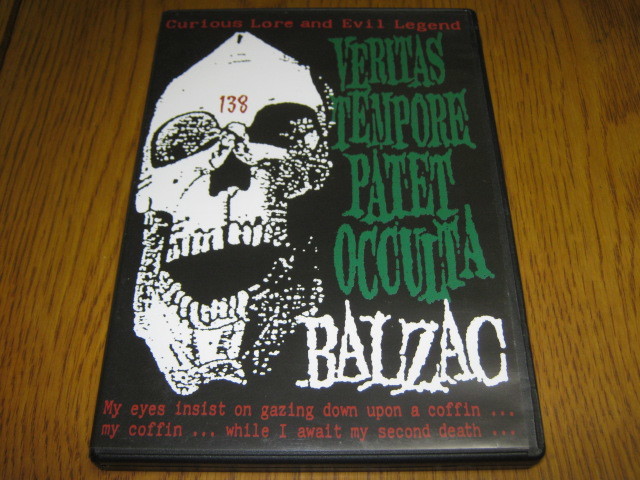 Curious Lore and Evil Legend
138
VERITAS
TEMPORE
PATET
OCCULTA
BALZAC
My eyes insist on gazing down upon a coffin ...
my coffin ... while I await my second death ...